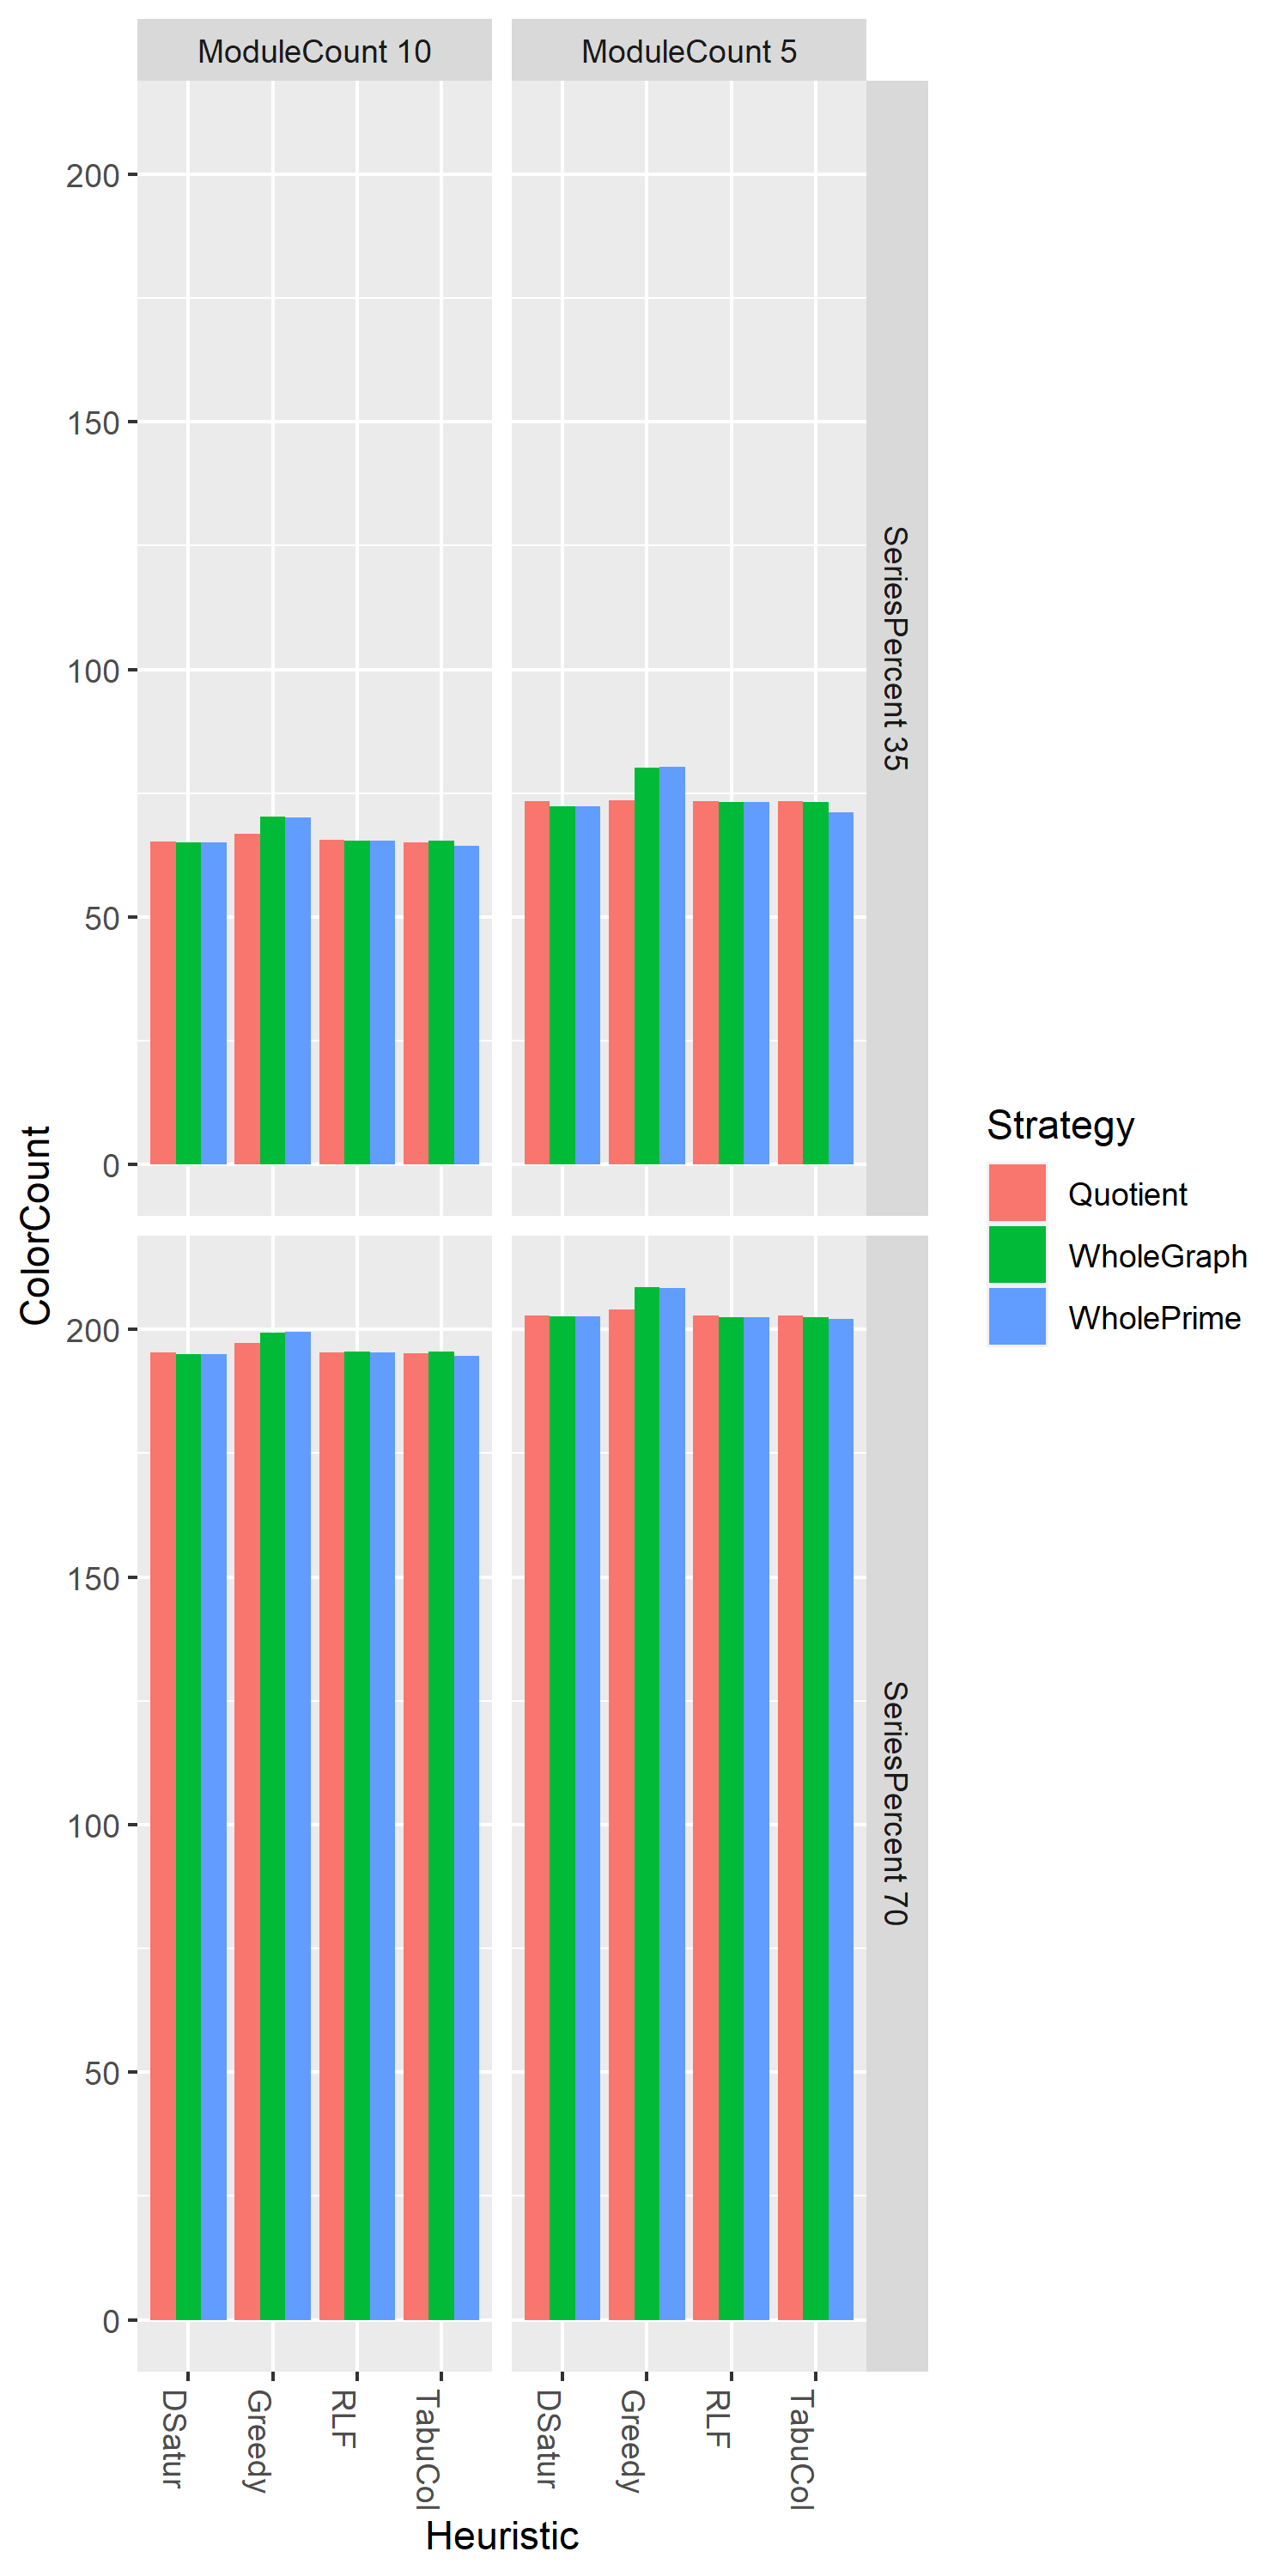 ModuleCount 10
ModuleCount 5
200
150
100
50
0
SeriesPercent 35
200
150
100
50
0
SeriesPercent 70
ColorCount
DSatur
Greedy
RLF
TabuCol
DSatur
Greedy
RLF
TabuCol
Heuristic
Strategy
Quotient
WholeGraph
WholePrime